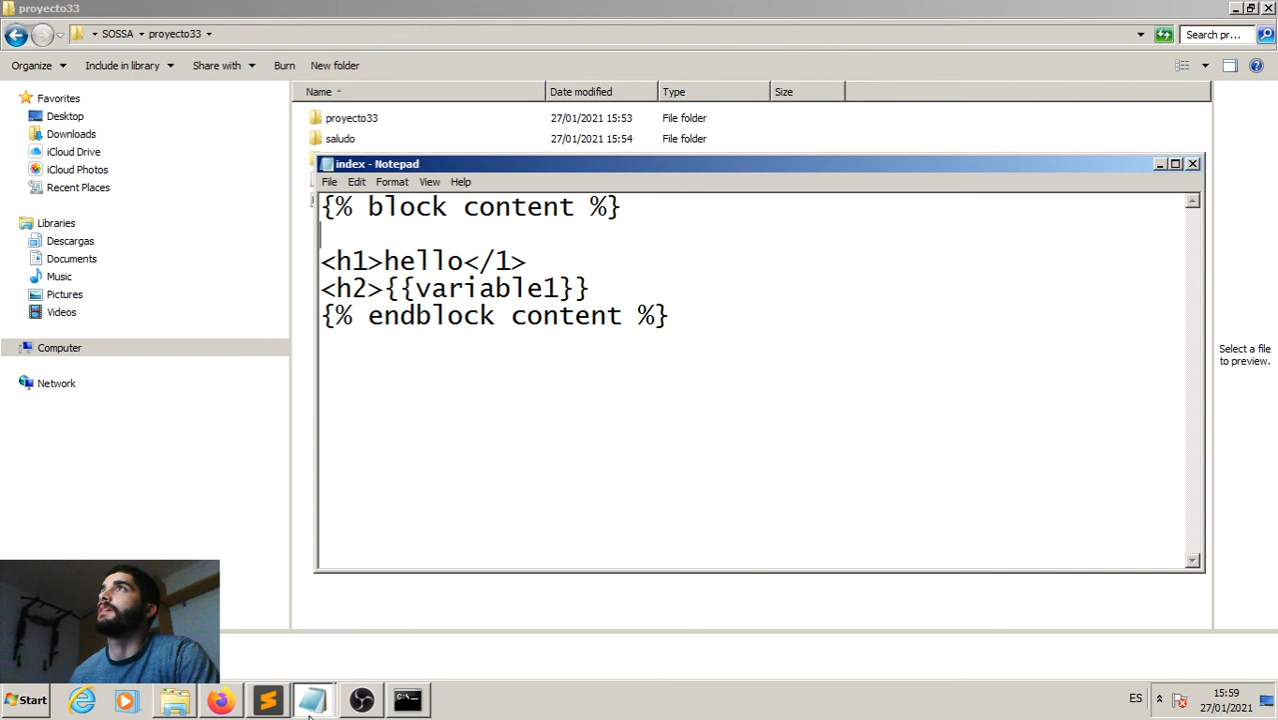 proyecto33
SOSSA proyecto33
Search pr...
Organize Include in library Share with Burn New folder
Favorites
Desktop
Downloads
iCloud Drive
iCloud Photos
Recent Places
Libraries
Descargas
Documents
Music
Pictures
Videos
Computer
Network
Name Date modified Type Size
proyecto33 27/01/2021 15:53 File folder
saludo 27/01/2021 15:54 File folder
index - Notepad
File Edit Format View Help
{% block content %}
<h1>hello</1>
<h2>{{variable1}}
{% endblock content %}
Select a file
to preview.
Start
C:\.
ES
15:59
27/01/2021